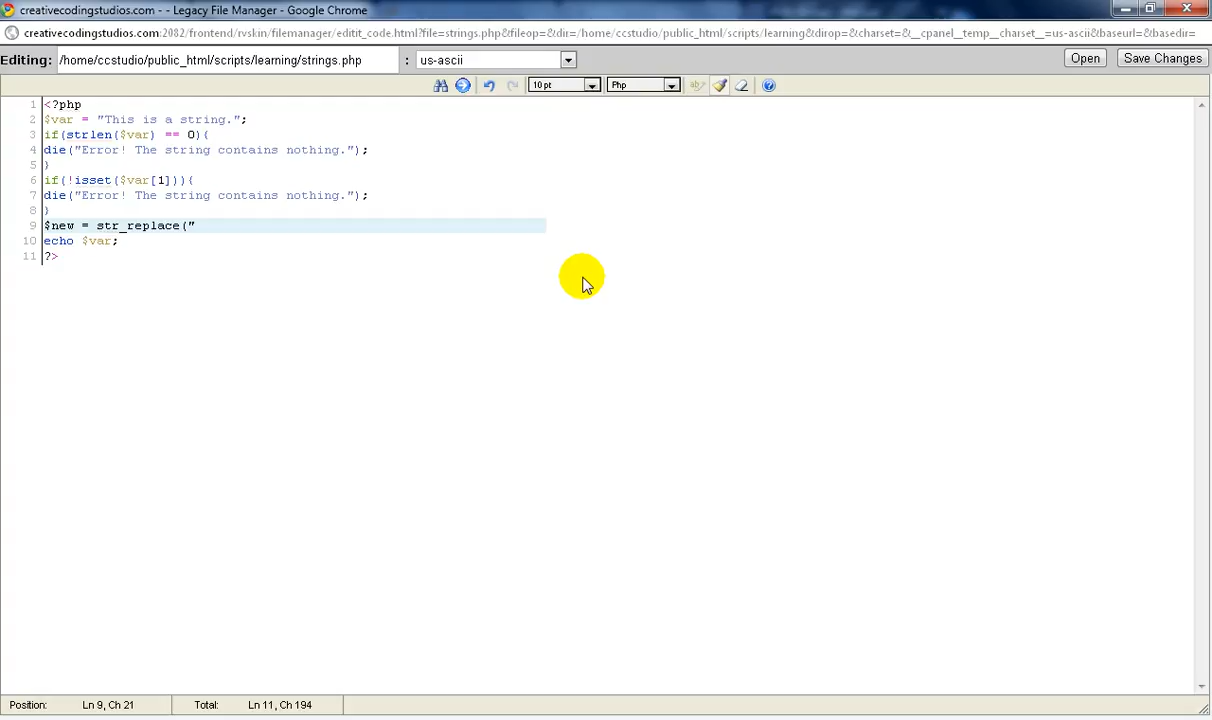 creativecodingstudios.com - - Legacy File Manager - Google Chrome
creativecodingstudios.com:2082/frontend/rvskin/filemanager/editit_code.html?file=strings.php&fileop=&dir=/home/ccstudio/public_html/scripts/learning&dirop=&charset=&__cpanel__temp__charset__=us-ascii&baseurl=&basedir=
Editing: /home/ccstudio/public_html/scripts/learning/strings.php : us-ascii Open Save Changes
10 pt Php
1 <?php
2 $var = "This is a string.";
3 if(strlen($var) == 0){
4 die("Error! The string contains nothing.");
5 }
6 if(!isset($var[1])){
7 die("Error! The string contains nothing.");
8 }
9 $new = str_replace("
10 echo $var;
11 ?>
Position: Ln 9, Ch 21 Total: Ln 11, Ch 194